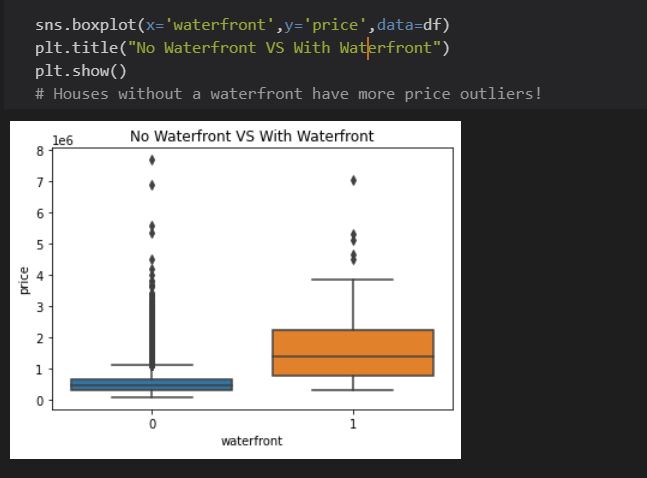 sns.boxplot(x='waterfront',y='price',data=df)
plt.title("No Waterfront VS With Waterfront")
plt.show()
# Houses without a waterfront have more price outliers!
No Waterfront VS With Waterfront
1e6
8
7
6
5
4
3
2
1
0
price
0 1
waterfront